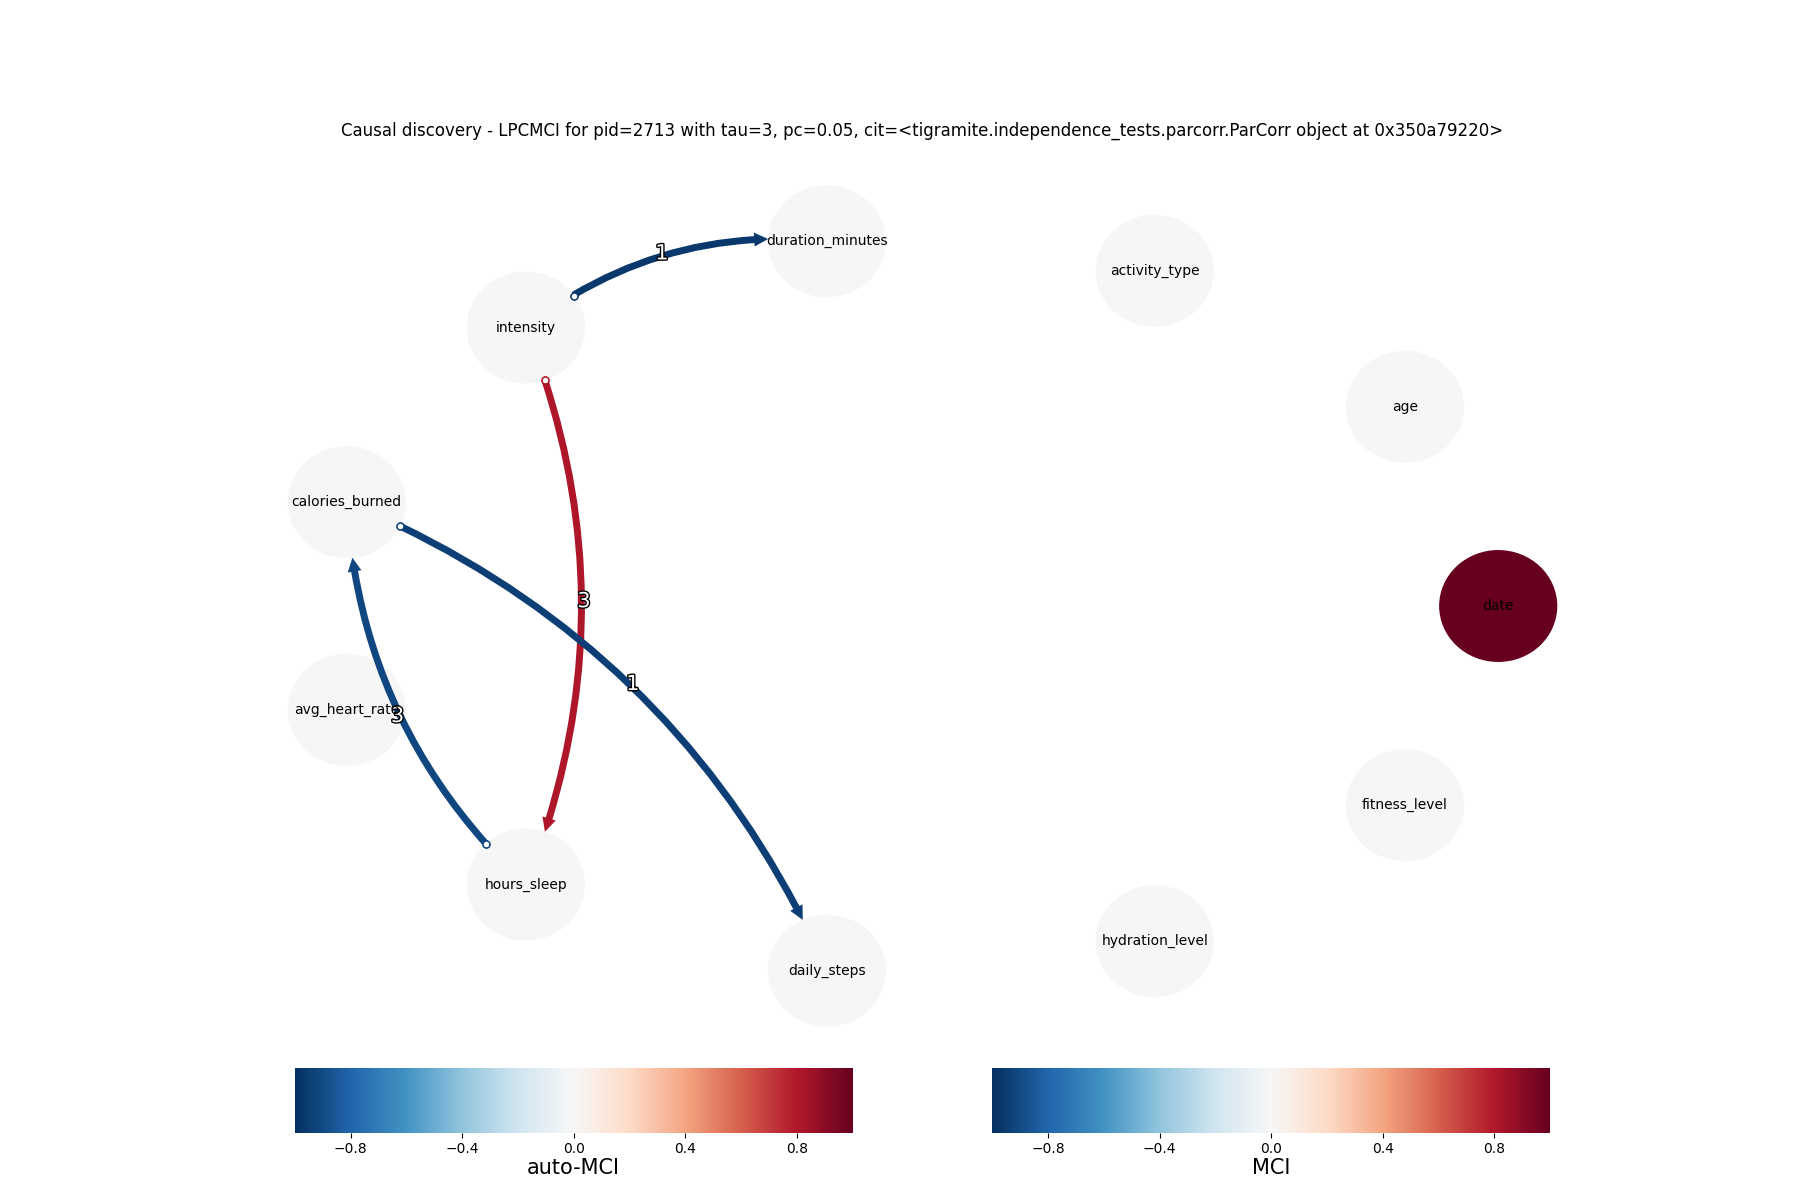 Causal discovery - LPCMCI for pid=2713 with tau=3, pc=0.05, cit=<tigramite.independence_tests.parcorr.ParCorr object at 0x350a79220>
duration_minutes
1
activity_type
intensity
age
calories_burned
3
date
1
avg_heart_rate
3
fitness_level
hours_sleep
hydration_level
daily_steps
−0.8 −0.4 0.0 0.4 0.8
auto-MCI
−0.8 −0.4 0.0 0.4 0.8
MCI